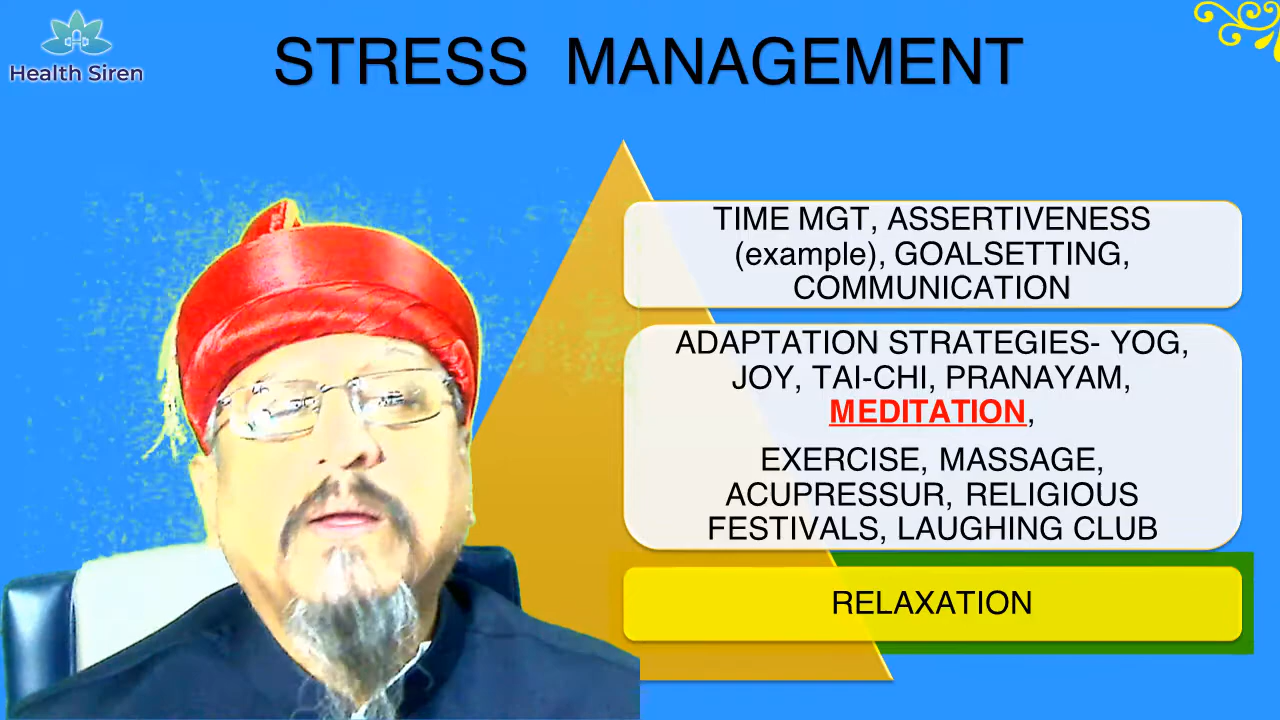 Health Siren
STRESS MANAGEMENT
TIME MGT, ASSERTIVENESS
(example), GOALSETTING,
COMMUNICATION
ADAPTATION STRATEGIES- YOG,
JOY, TAI-CHI, PRANAYAM,
MEDITATION,
EXERCISE, MASSAGE,
ACUPRESSUR, RELIGIOUS
FESTIVALS, LAUGHING CLUB
RELAXATION